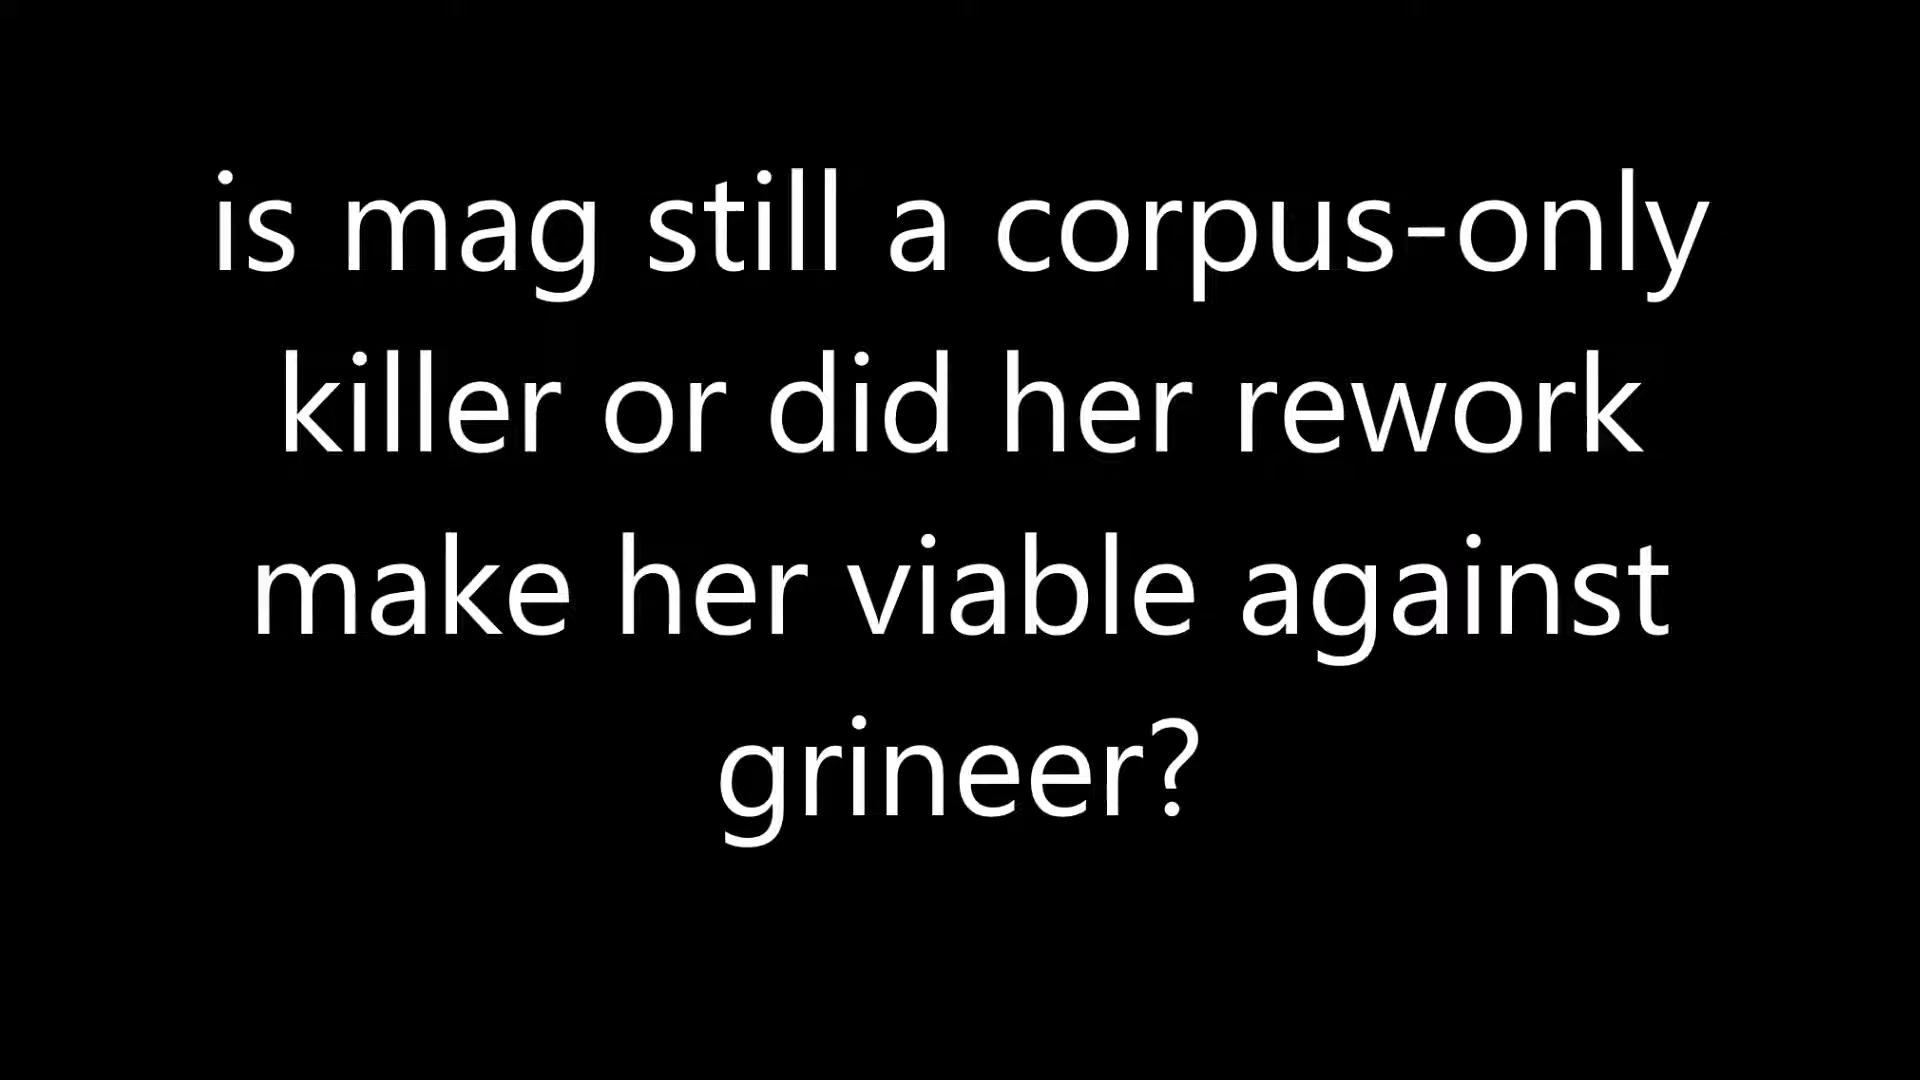 is mag still a corpus-only
killer or did her rework
make her viable against
grineer?